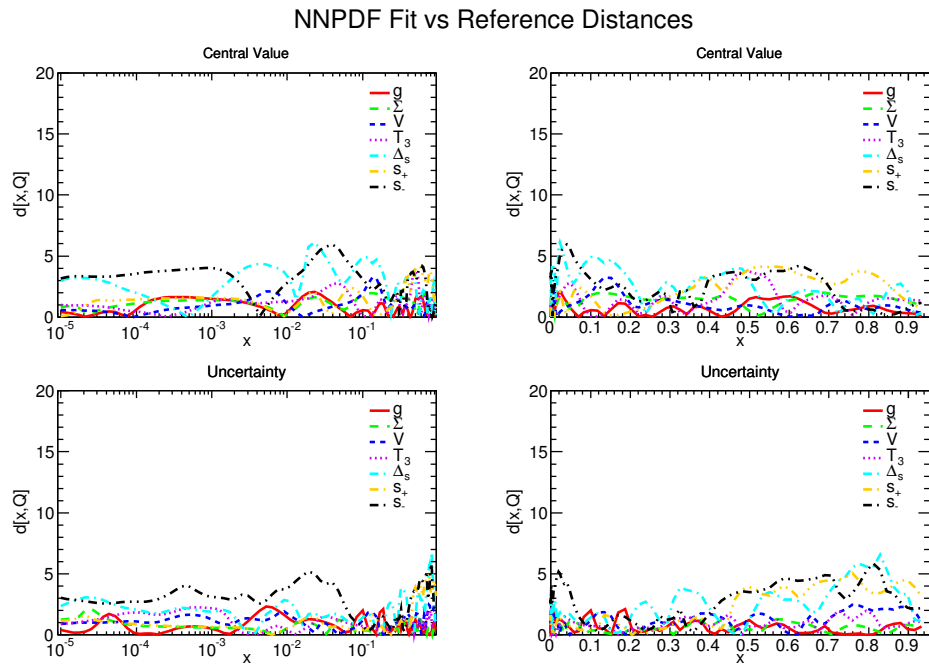 NNPDF Fit vs Reference Distances
Central Value
d[x,Q]
20
15
10
5
0
g
Σ
V
T₃
Δₛ
s₊
s₋
10⁻⁵ 10⁻⁴ 10⁻³ 10⁻² 10⁻¹
x
Central Value
d[x,Q]
20
15
10
5
0
g
Σ
V
T₃
Δₛ
s₊
s₋
0 0.1 0.2 0.3 0.4 0.5 0.6 0.7 0.8 0.9
x
Uncertainty
d[x,Q]
20
15
10
5
0
g
Σ
V
T₃
Δₛ
s₊
s₋
10⁻⁵ 10⁻⁴ 10⁻³ 10⁻² 10⁻¹
x
Uncertainty
d[x,Q]
20
15
10
5
0
g
Σ
V
T₃
Δₛ
s₊
s₋
0 0.1 0.2 0.3 0.4 0.5 0.6 0.7 0.8 0.9
x